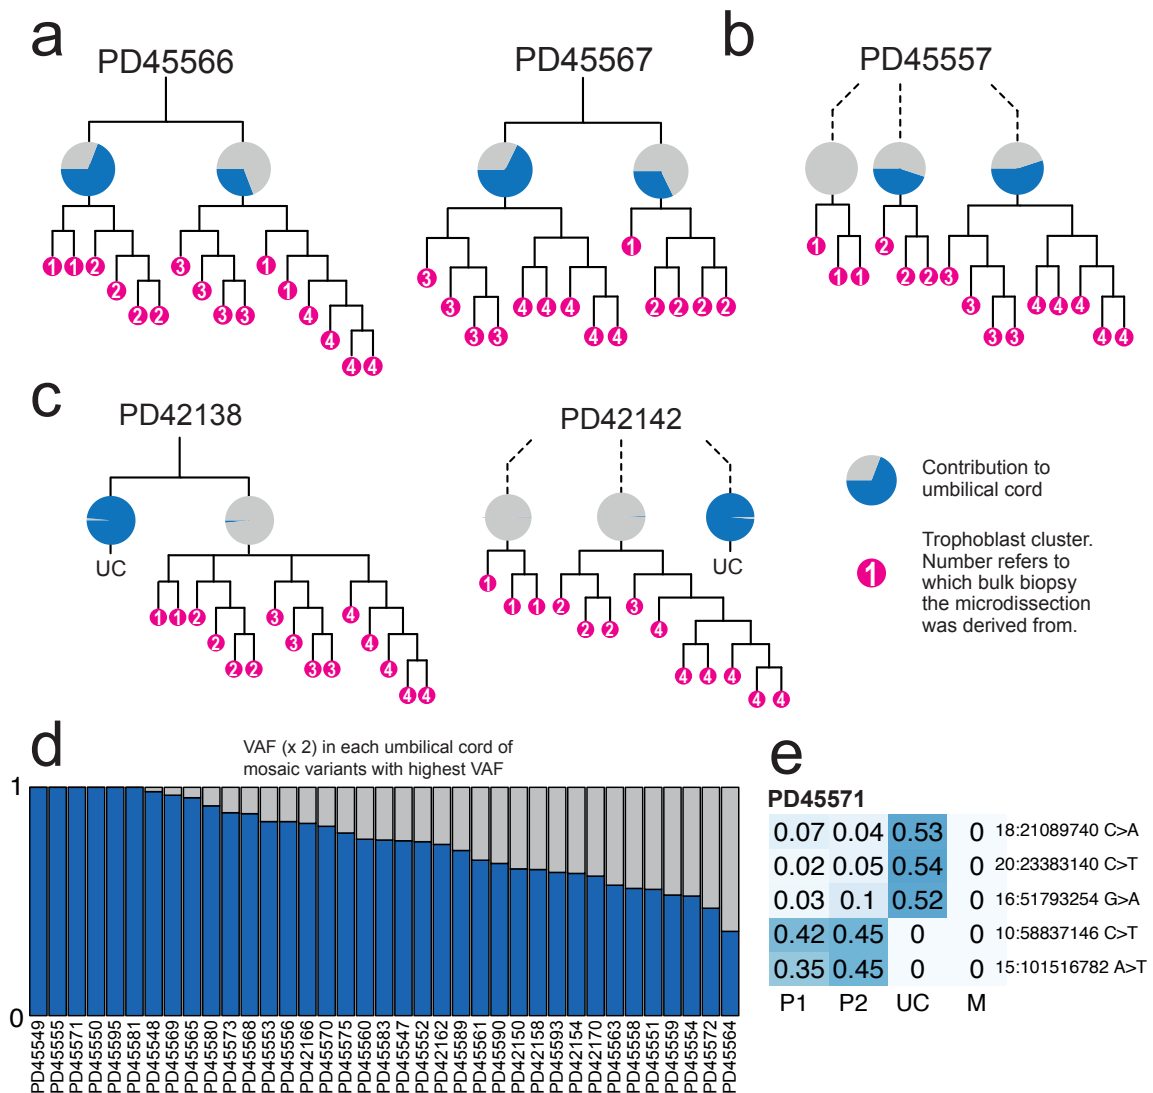 a
PD45566
PD45567
b
PD45557
1 1 2
2
2 2
3
3
3 3
1
1
4
4
4 4
3
3
3 3
4 4 4
4 4
1
2 2 2 2
1
1 1
2
2 2
3
3
3 3
4 4 4
4 4
c
PD42138
PD42142
UC
1 1 2
2
2 2
3
3
3 3
4
4
4
4 4
1
1 1
2
2 2
3
4
4 4 4
4 4
UC
Contribution to
umbilical cord
1
Trophoblast cluster.
Number refers to
which bulk biopsy
the microdissection
was derived from.
d
VAF (x 2) in each umbilical cord of
mosaic variants with highest VAF
1
0
PD45549
PD45555
PD45571
PD45550
PD45595
PD45581
PD45548
PD45569
PD45565
PD45580
PD45573
PD45568
PD45553
PD45556
PD42166
PD45570
PD45575
PD45560
PD45583
PD45547
PD45552
PD42162
PD45589
PD45561
PD45590
PD42150
PD42158
PD45593
PD42154
PD42170
PD45563
PD45558
PD45551
PD45559
PD45554
PD45572
PD45564
e
PD45571
0.07 0.04 0.53 0 18:21089740 C>A
0.02 0.05 0.54 0 20:23383140 C>T
0.03 0.1 0.52 0 16:51793254 G>A
0.42 0.45 0 0 10:58837146 C>T
0.35 0.45 0 0 15:101516782 A>T
P1 P2 UC M